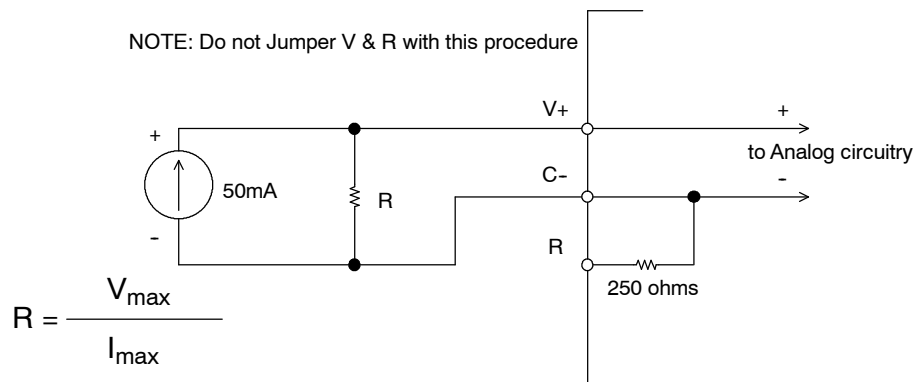 NOTE: Do not Jumper V & R with this procedure
V+
+
+
to Analog circuitry
50mA
C-
-
R
-
R
250 ohms
R = Vmax
Imax